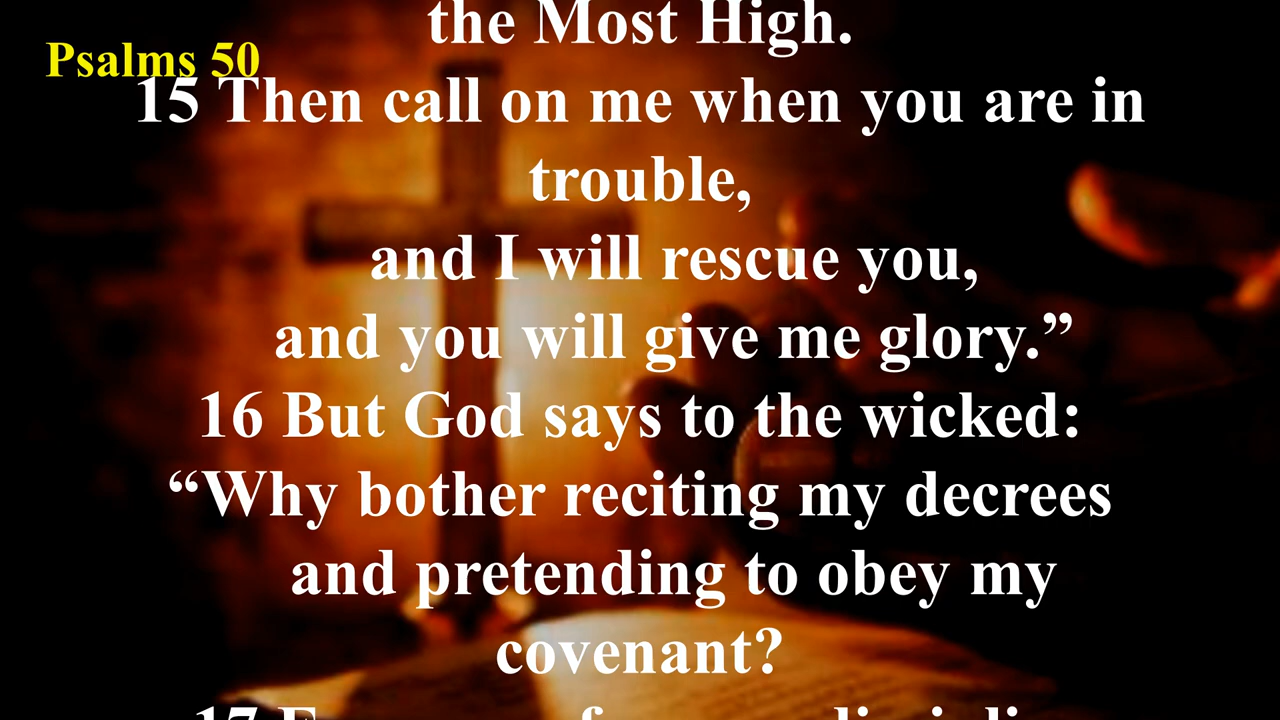 the Most High.
Psalms 50
15 Then call on me when you are in
trouble,
and I will rescue you,
and you will give me glory.”
16 But God says to the wicked:
“Why bother reciting my decrees
and pretending to obey my
covenant?
17